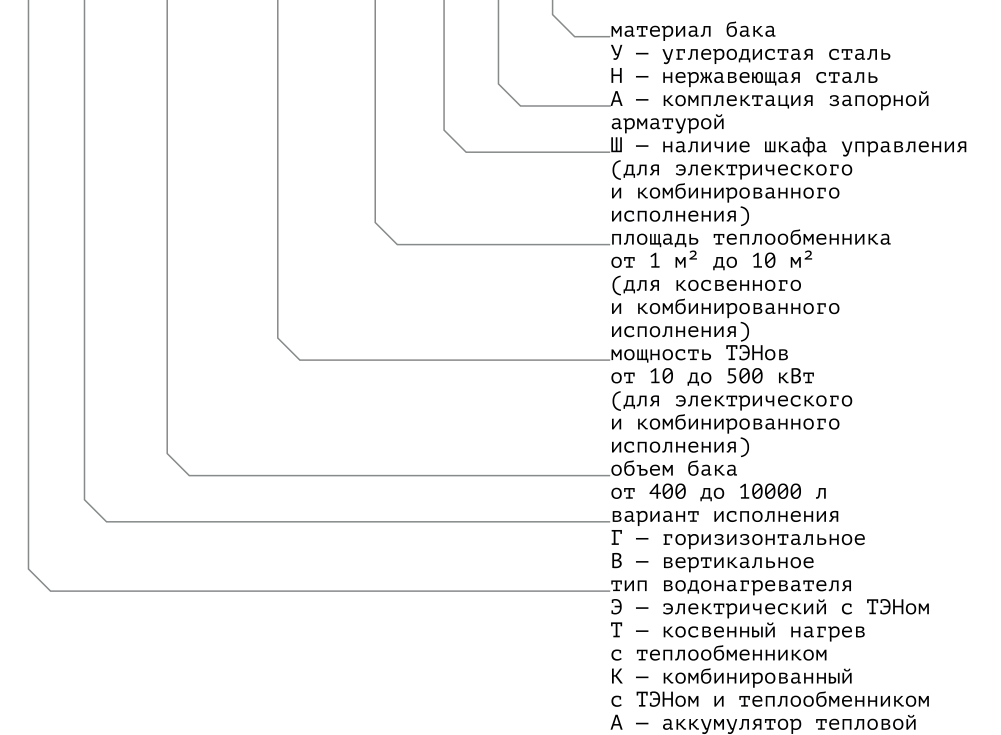 материал бака
У — углеродистая сталь
Н — нержавеющая сталь
А — комплектация запорной
арматурой
Ш — наличие шкафа управления
(для электрического
и комбинированного
исполнения)
площадь теплообменника
от 1 м² до 10 м²
(для косвенного
и комбинированного
исполнения)
мощность ТЭНов
от 10 до 500 кВт
(для электрического
и комбинированного
исполнения)
объем бака
от 400 до 10000 л
вариант исполнения
Г — горизизонтальное
В — вертикальное
тип водонагревателя
Э — электрический с ТЭНом
Т — косвенный нагрев
с теплообменником
К — комбинированный
с ТЭНом и теплообменником
А — аккумулятор тепловой